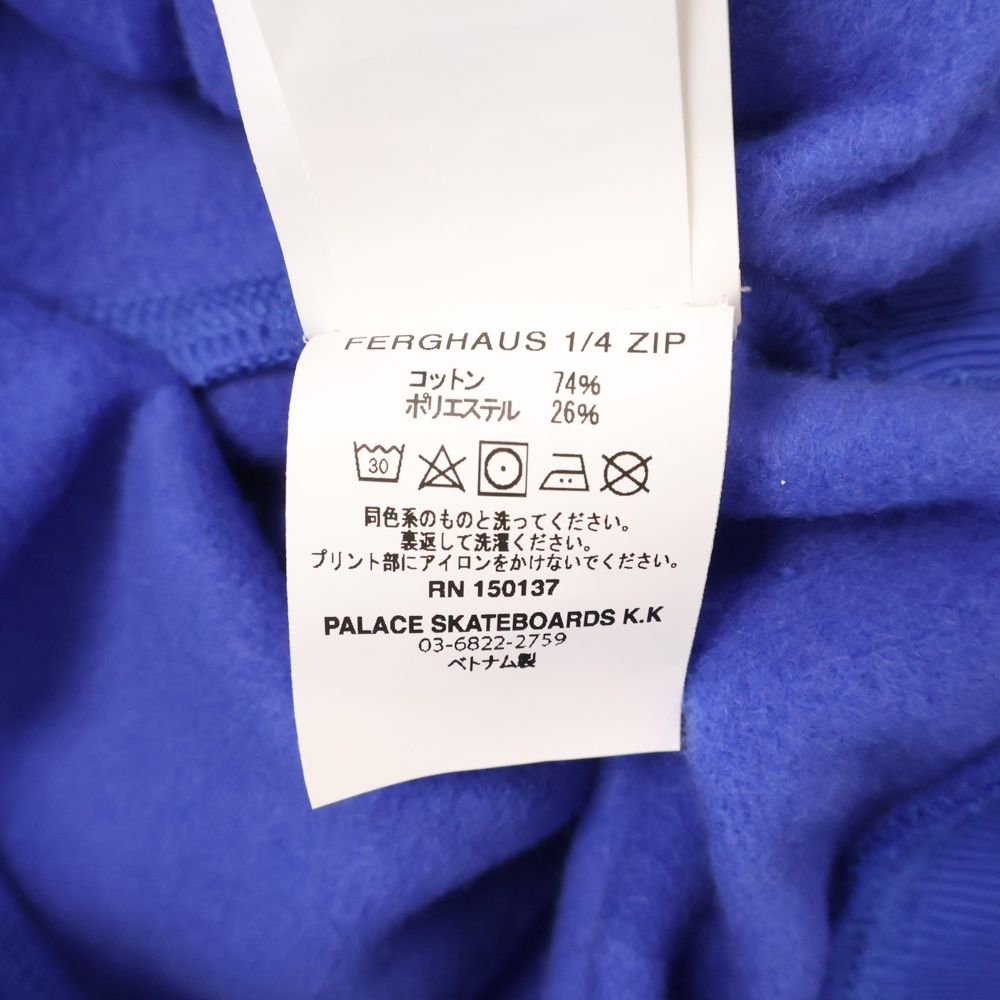 FERGHAUS 1/4 ZIP
コットン 74%
ポリエステル 26%
30
同色系のものと洗ってください。
裏返して洗濯ください。
プリント部にアイロンをかけないでください。
RN 150137
PALACE SKATEBOARDS K.K
03-6822-2759
ベトナム製